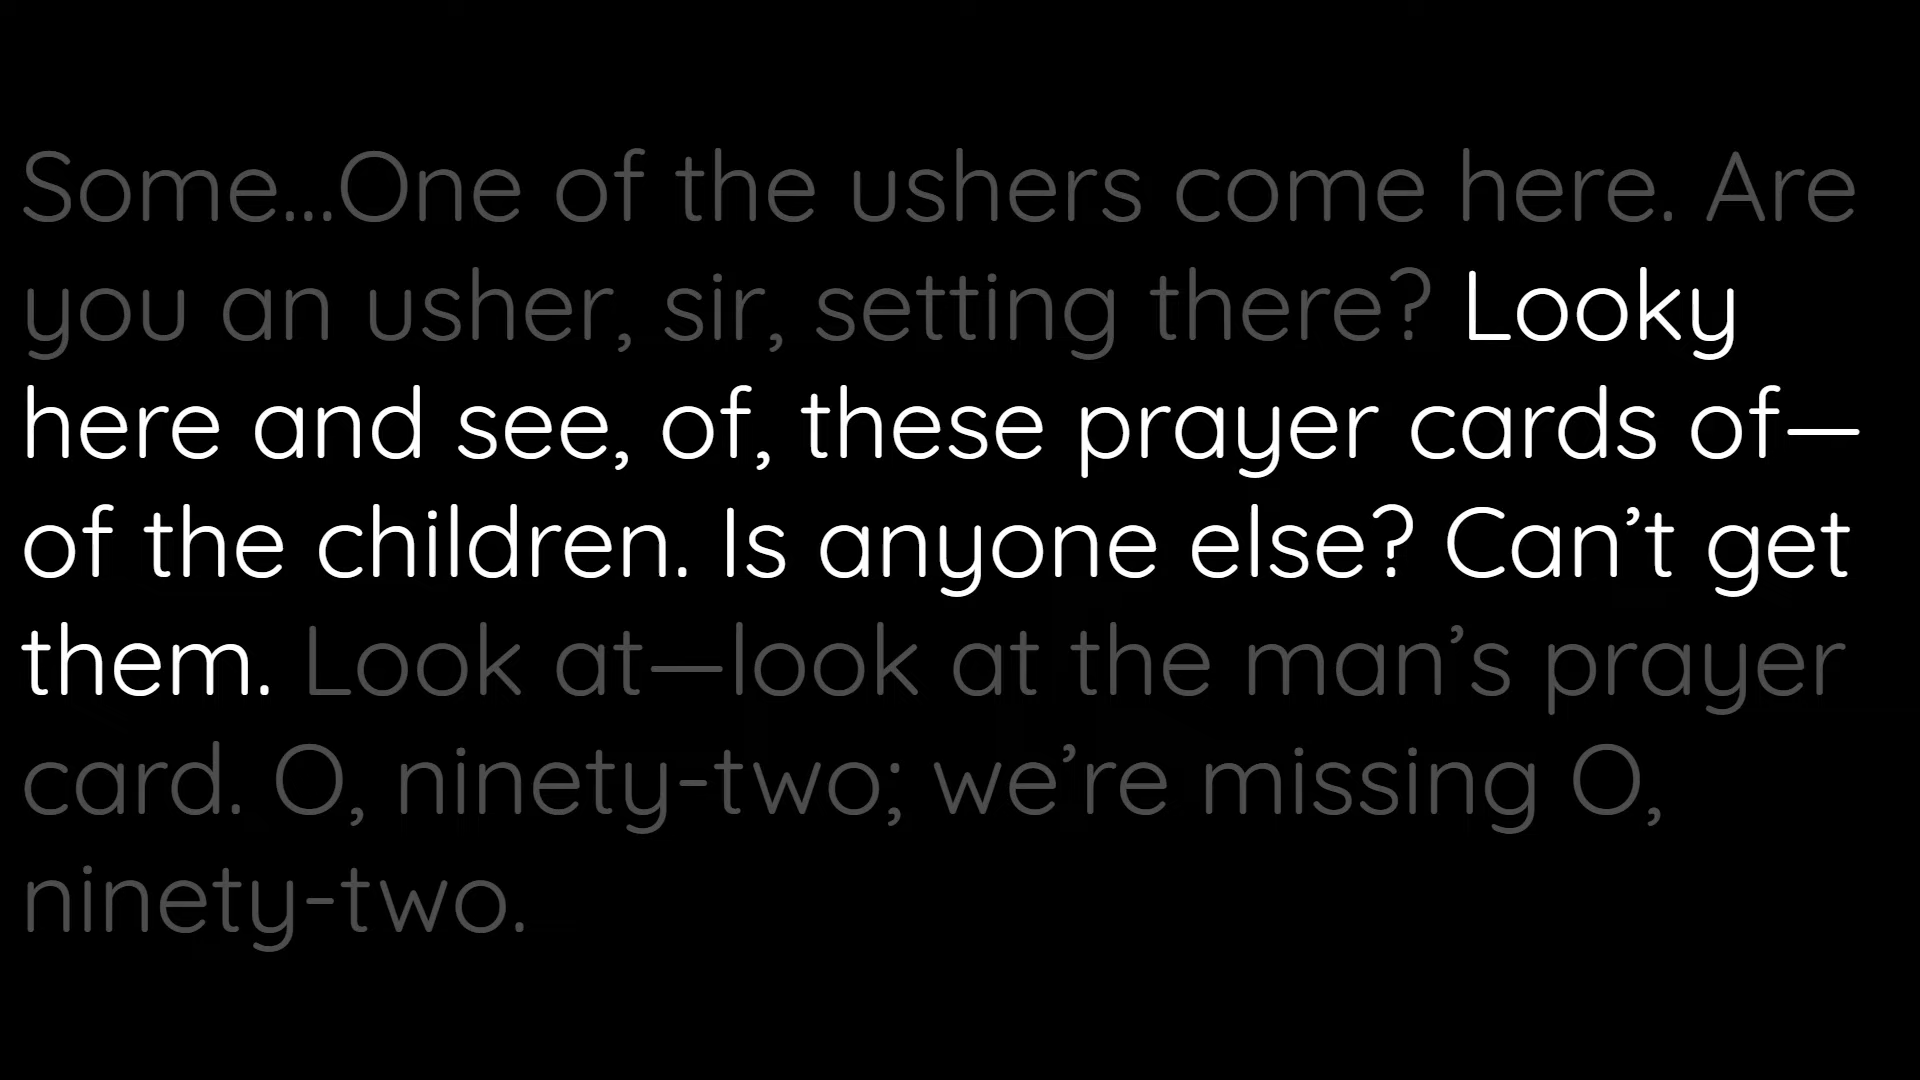 Some...One of the ushers come here. Are
you an usher, sir, setting there? Looky
here and see, of, these prayer cards of—
of the children. Is anyone else? Can’t get
them. Look at—look at the man’s prayer
card. O, ninety-two; we’re missing O,
ninety-two.